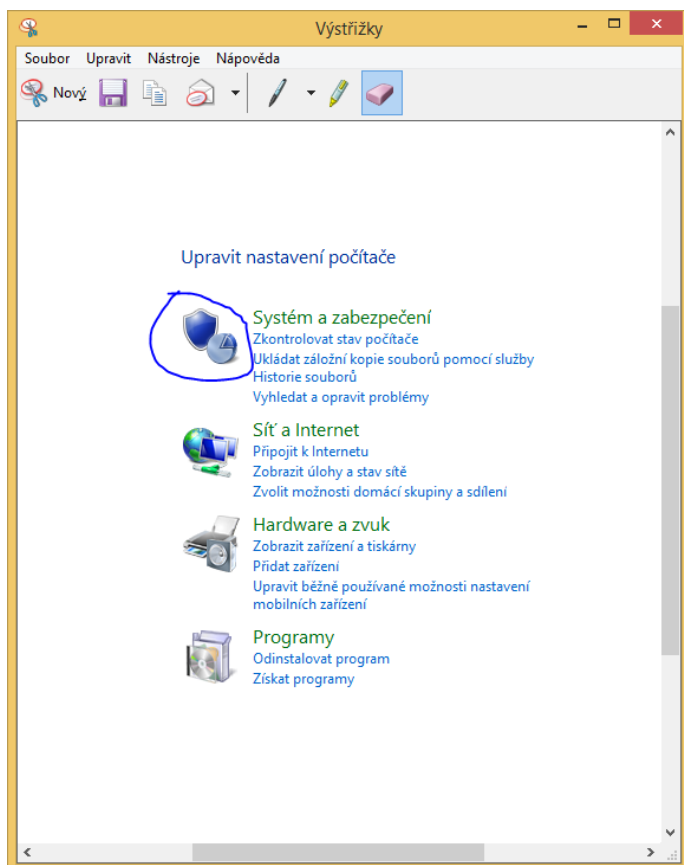 Výstřižky
Soubor Upravit Nástroje Nápověda
Nový
Upravit nastavení počítače
Systém a zabezpečení
Zkontrolovat stav počítače
Ukládat záložní kopie souborů pomocí služby
Historie souborů
Vyhledat a opravit problémy
Síť a Internet
Připojit k Internetu
Zobrazit úlohy a stav sítě
Zvolit možnosti domácí skupiny a sdílení
Hardware a zvuk
Zobrazit zařízení a tiskárny
Přidat zařízení
Upravit běžně používané možnosti nastavení
mobilních zařízení
Programy
Odinstalovat program
Získat programy